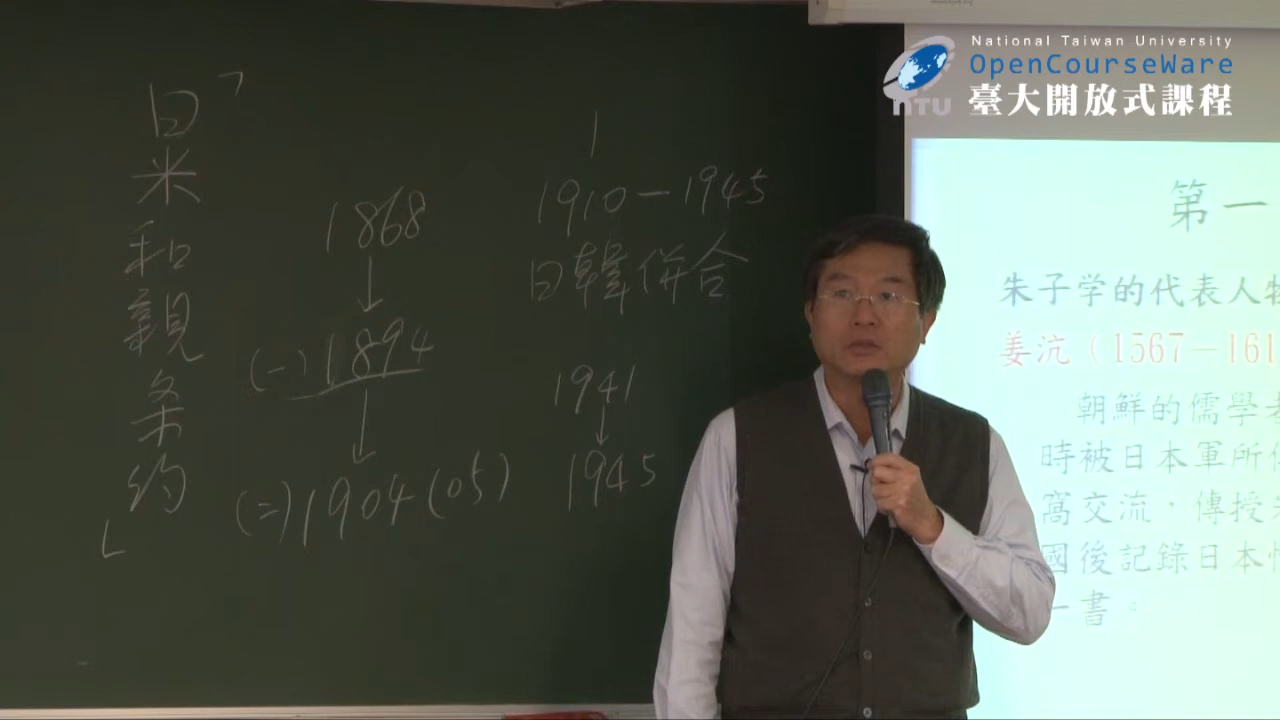 National Taiwan University
OpenCourseWare
臺大開放式課程
NTU
「日米和親条約」
1868
↓
(一)1894
↓
(二)1904(05)
1910-1945
日韓併合
1941
↓
1945
第一
朱子学的代表人物
姜沆(1567-161
朝鮮的儒學
時被日本軍所
窩交流,傳授
國後記錄日本
一書。